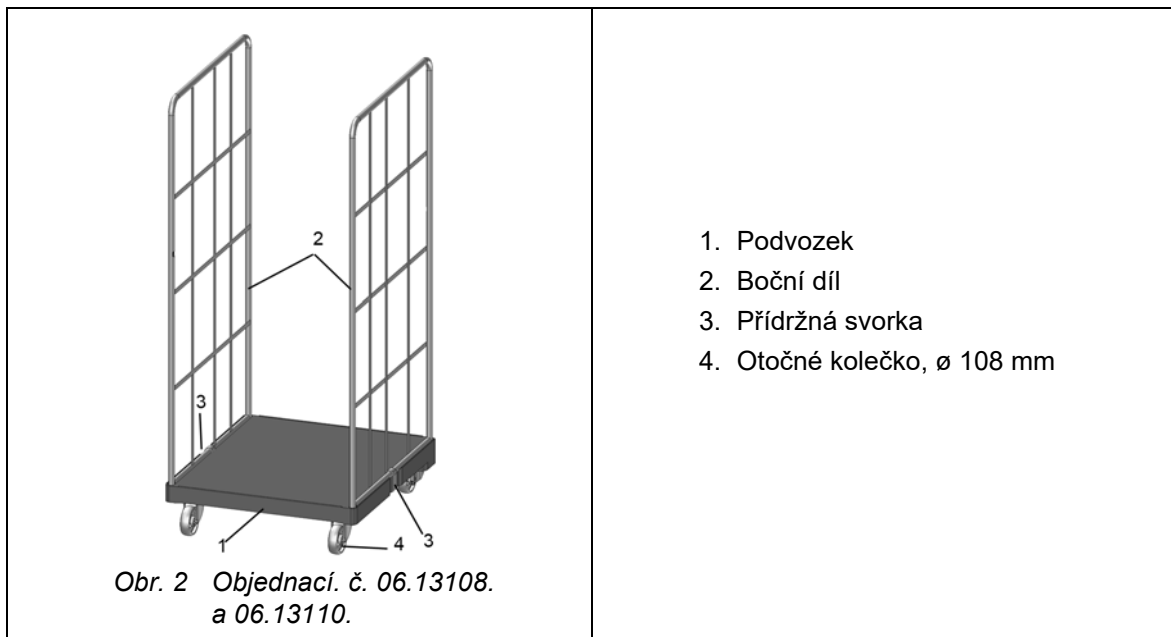 2
3
1
4
3
Obr. 2 Objednací. č. 06.13108.
a 06.13110.
1. Podvozek
2. Boční díl
3. Přídržná svorka
4. Otočné kolečko, ø 108 mm